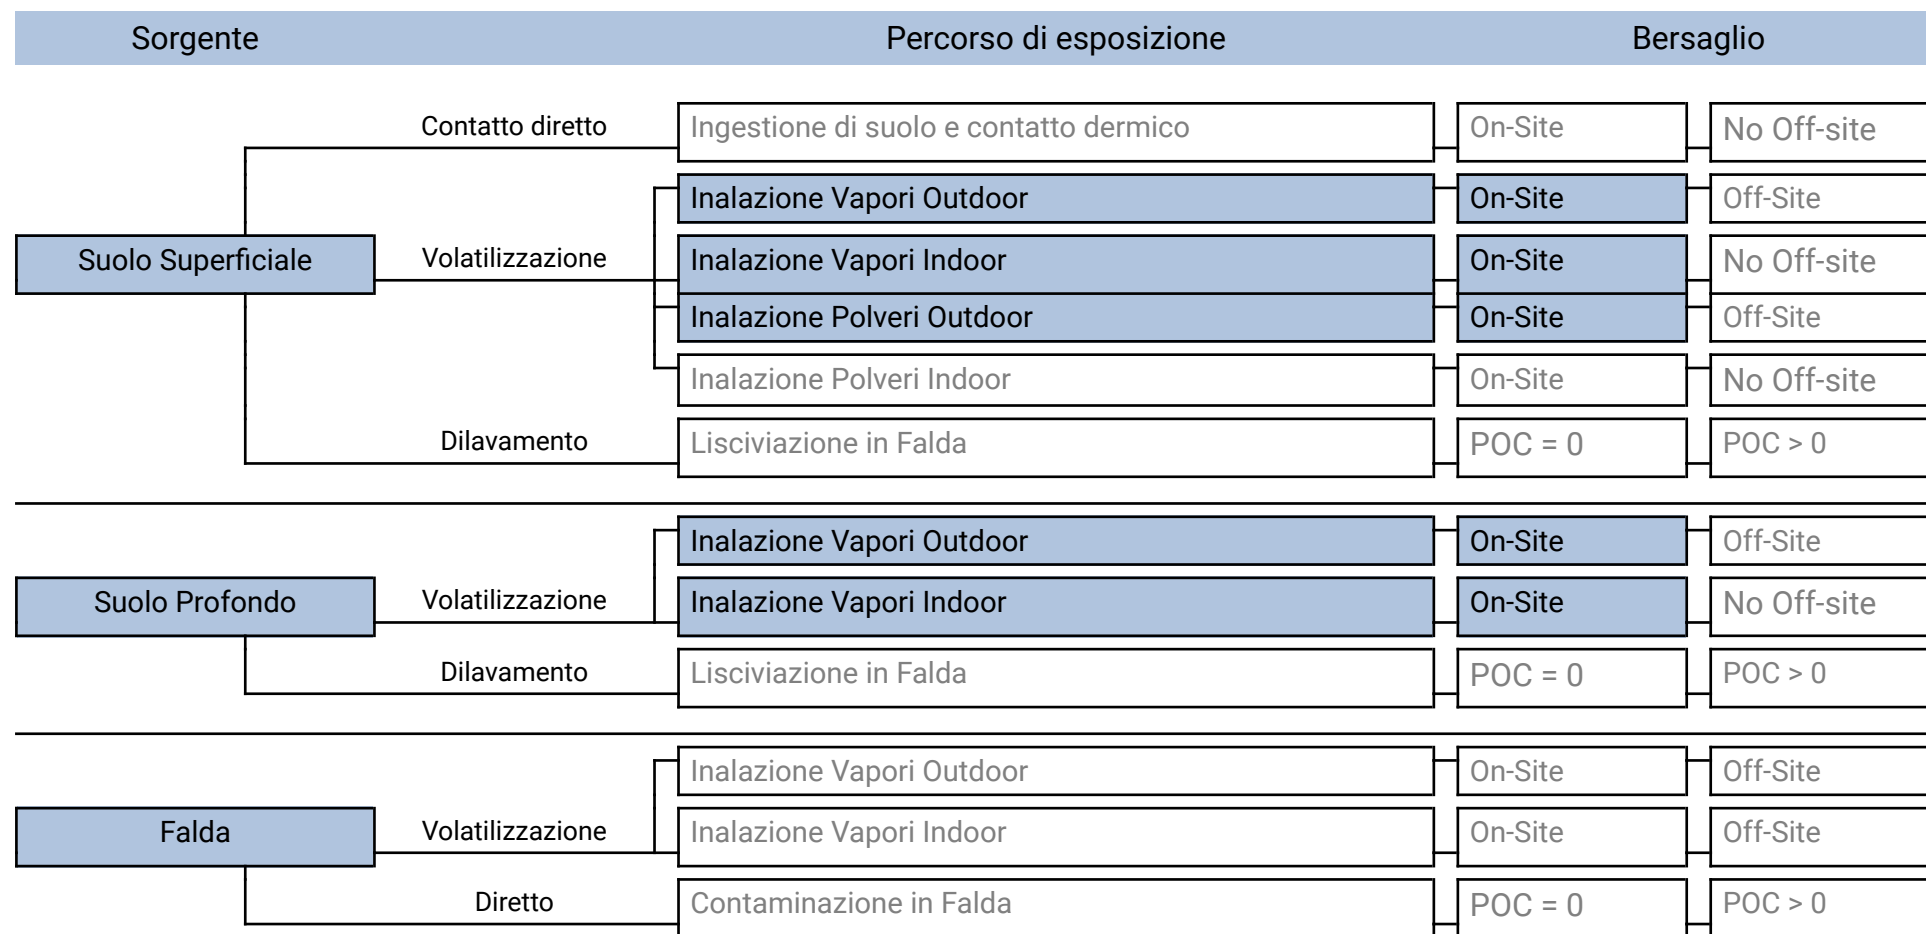 Sorgente Percorso di esposizione Bersaglio
Contatto diretto Ingestione di suolo e contatto dermico On-Site No Off-site
Inalazione Vapori Outdoor On-Site Off-Site
Suolo Superficiale Volatilizzazione Inalazione Vapori Indoor On-Site No Off-site
Inalazione Polveri Outdoor On-Site Off-Site
Inalazione Polveri Indoor On-Site No Off-site
Dilavamento Lisciviazione in Falda POC = 0 POC > 0
Inalazione Vapori Outdoor On-Site Off-Site
Suolo Profondo Volatilizzazione Inalazione Vapori Indoor On-Site No Off-site
Dilavamento Lisciviazione in Falda POC = 0 POC > 0
Inalazione Vapori Outdoor On-Site Off-Site
Falda Volatilizzazione Inalazione Vapori Indoor On-Site Off-Site
Diretto Contaminazione in Falda POC = 0 POC > 0